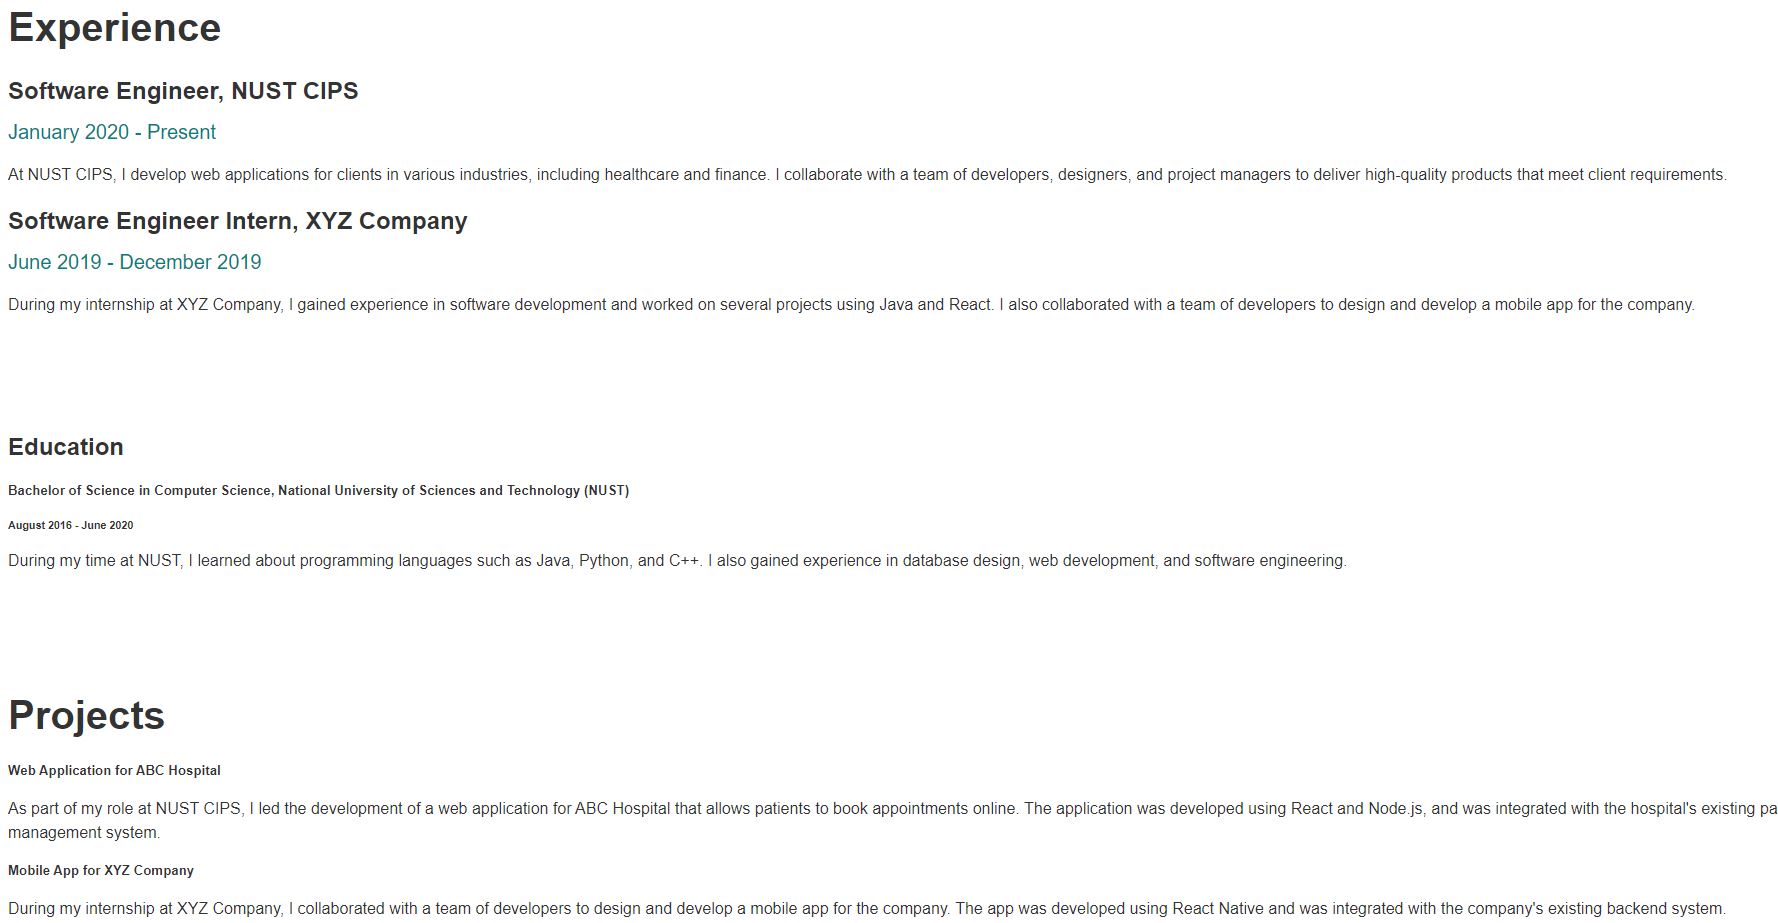 Experience
Software Engineer, NUST CIPS
January 2020 - Present
At NUST CIPS, I develop web applications for clients in various industries, including healthcare and finance. I collaborate with a team of developers, designers, and project managers to deliver high-quality products that meet client requirements.
Software Engineer Intern, XYZ Company
June 2019 - December 2019
During my internship at XYZ Company, I gained experience in software development and worked on several projects using Java and React. I also collaborated with a team of developers to design and develop a mobile app for the company.
Education
Bachelor of Science in Computer Science, National University of Sciences and Technology (NUST)
August 2016 - June 2020
During my time at NUST, I learned about programming languages such as Java, Python, and C++. I also gained experience in database design, web development, and software engineering.
Projects
Web Application for ABC Hospital
As part of my role at NUST CIPS, I led the development of a web application for ABC Hospital that allows patients to book appointments online. The application was developed using React and Node.js, and was integrated with the hospital's existing pa
management system.
Mobile App for XYZ Company
During my internship at XYZ Company, I collaborated with a team of developers to design and develop a mobile app for the company. The app was developed using React Native and was integrated with the company's existing backend system.